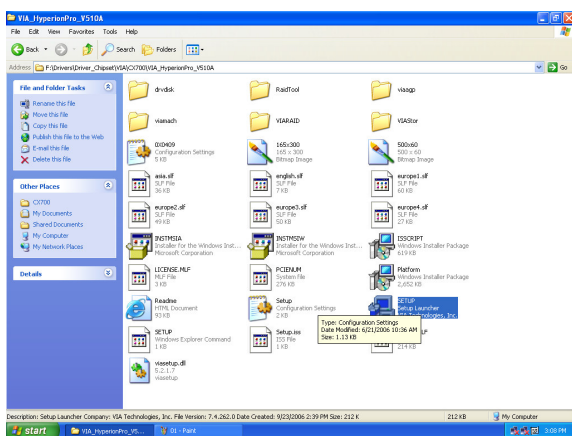 VIA_HyperionPro_V510A
File Edit View Favorites Tools Help
Back Search Folders
Address F:\Drivers\Driver_Chipset\VIA\CX700\VIA_HyperionPro_V510A Go
File and Folder Tasks
Rename this file
Move this file
Copy this file
Publish this file to the Web
E-mail this file
Delete this file
Other Places
CX700
My Documents
Shared Documents
My Computer
My Network Places
Details
drvdisk
RaidTool
viaagp
viamach
VIARAID
VIAStor
0X0409
Configuration Settings
5 KB
165x300
165 x 300
Bitmap Image
500x60
500 x 60
Bitmap Image
asia.slf
SLF File
36 KB
english.slf
SLF File
7 KB
europe1.slf
SLF File
60 KB
europe2.slf
SLF File
49 KB
europe3.slf
SLF File
50 KB
europe4.slf
SLF File
27 KB
INSTMSIA
Installer for the Windows Inst...
Microsoft Corporation
INSTMSIW
Installer for the Windows Inst...
Microsoft Corporation
ISSCRIPT
Windows Installer Package
619 KB
LICENSE.MLF
MLF File
3 KB
PCIENUM
System file
276 KB
Platform
Windows Installer Package
2,652 KB
Readme
HTML Document
93 KB
Setup
Configuration Settings
2 KB
SETUP
Setup Launcher
VIA Technologies, Inc.
Type: Configuration Settings
Date Modified: 6/21/2006 10:36 AM
Size: 1.13 KB
SETUP
Windows Explorer Command
1 KB
Setup.iss
ISS File
1 KB
214 KB
viasetup.dll
5.2.1.7
viasetup
Description: Setup Launcher Company: VIA Technologies, Inc. File Version: 7.4.262.0 Date Created: 9/23/2006 2:39 PM Size: 212 K 212 KB My Computer
start VIA_HyperionPro_V5... 01 - Paint 3:08 PM